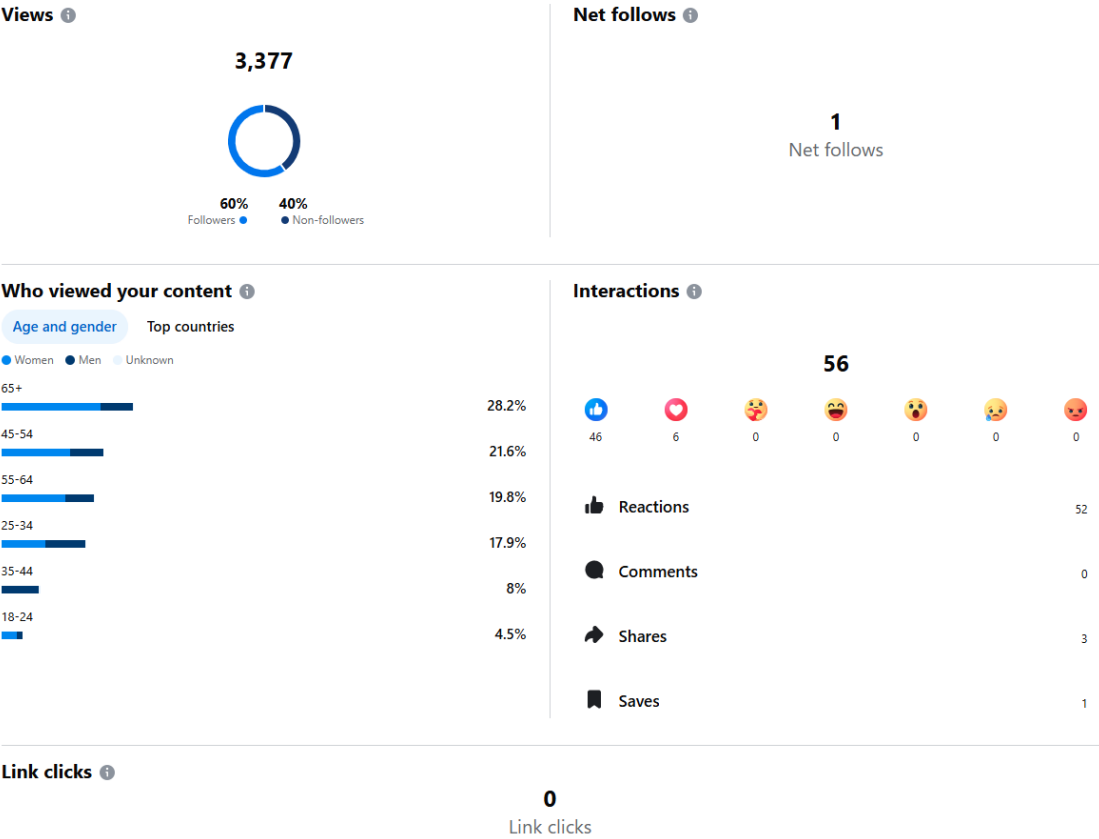 Views
3,377
60% 40%
Followers Non-followers
Net follows
1
Net follows
Who viewed your content
Age and gender Top countries
Women Men Unknown
65+
28.2%
45-54
21.6%
55-64
19.8%
25-34
17.9%
35-44
8%
18-24
4.5%
Interactions
56
46 6 0 0 0 0 0
Reactions 52
Comments 0
Shares 3
Saves 1
Link clicks
0
Link clicks